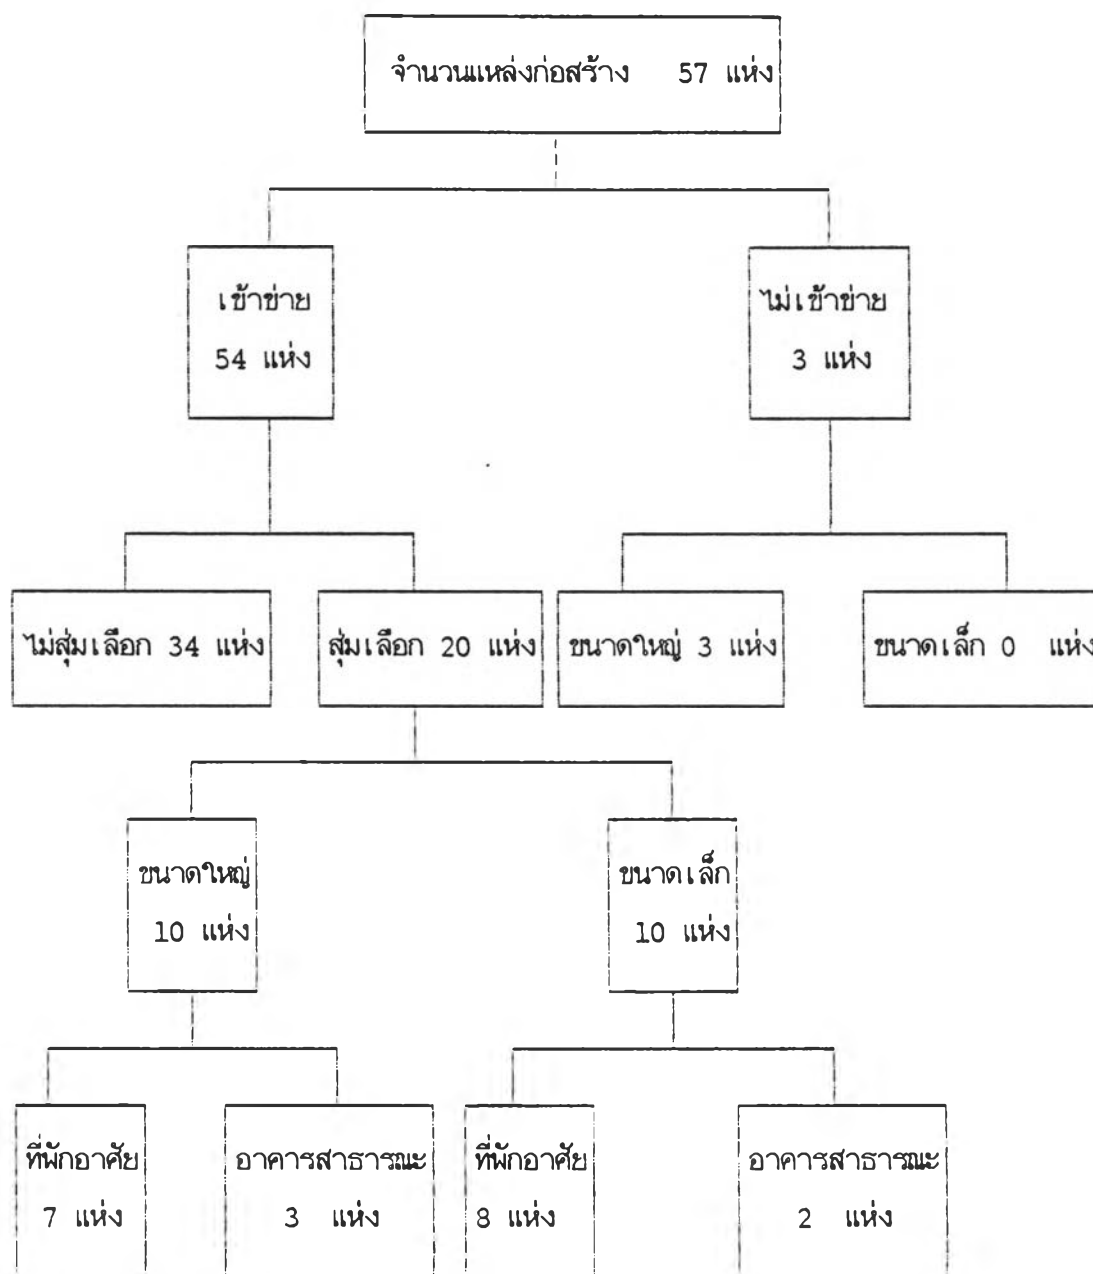 จำนวนแหล่งก่อสร้าง 57 แห่ง
เข้าข่าย
54 แห่ง
ไม่เข้าข่าย
3 แห่ง
ไม่สุ่มเลือก 34 แห่ง
สุ่มเลือก 20 แห่ง
ขนาดใหญ่ 3 แห่ง
ขนาดเล็ก 0 แห่ง
ขนาดใหญ่
10 แห่ง
ขนาดเล็ก
10 แห่ง
ที่พักอาศัย
7 แห่ง
อาคารสาธารณะ
3 แห่ง
ที่พักอาศัย
8 แห่ง
อาคารสาธารณะ
2 แห่ง